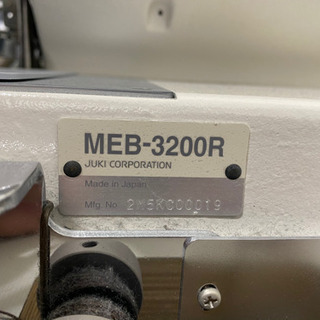 MEB-3200R
JUKI CORPORATION
Made in Japan
Mfg. No.